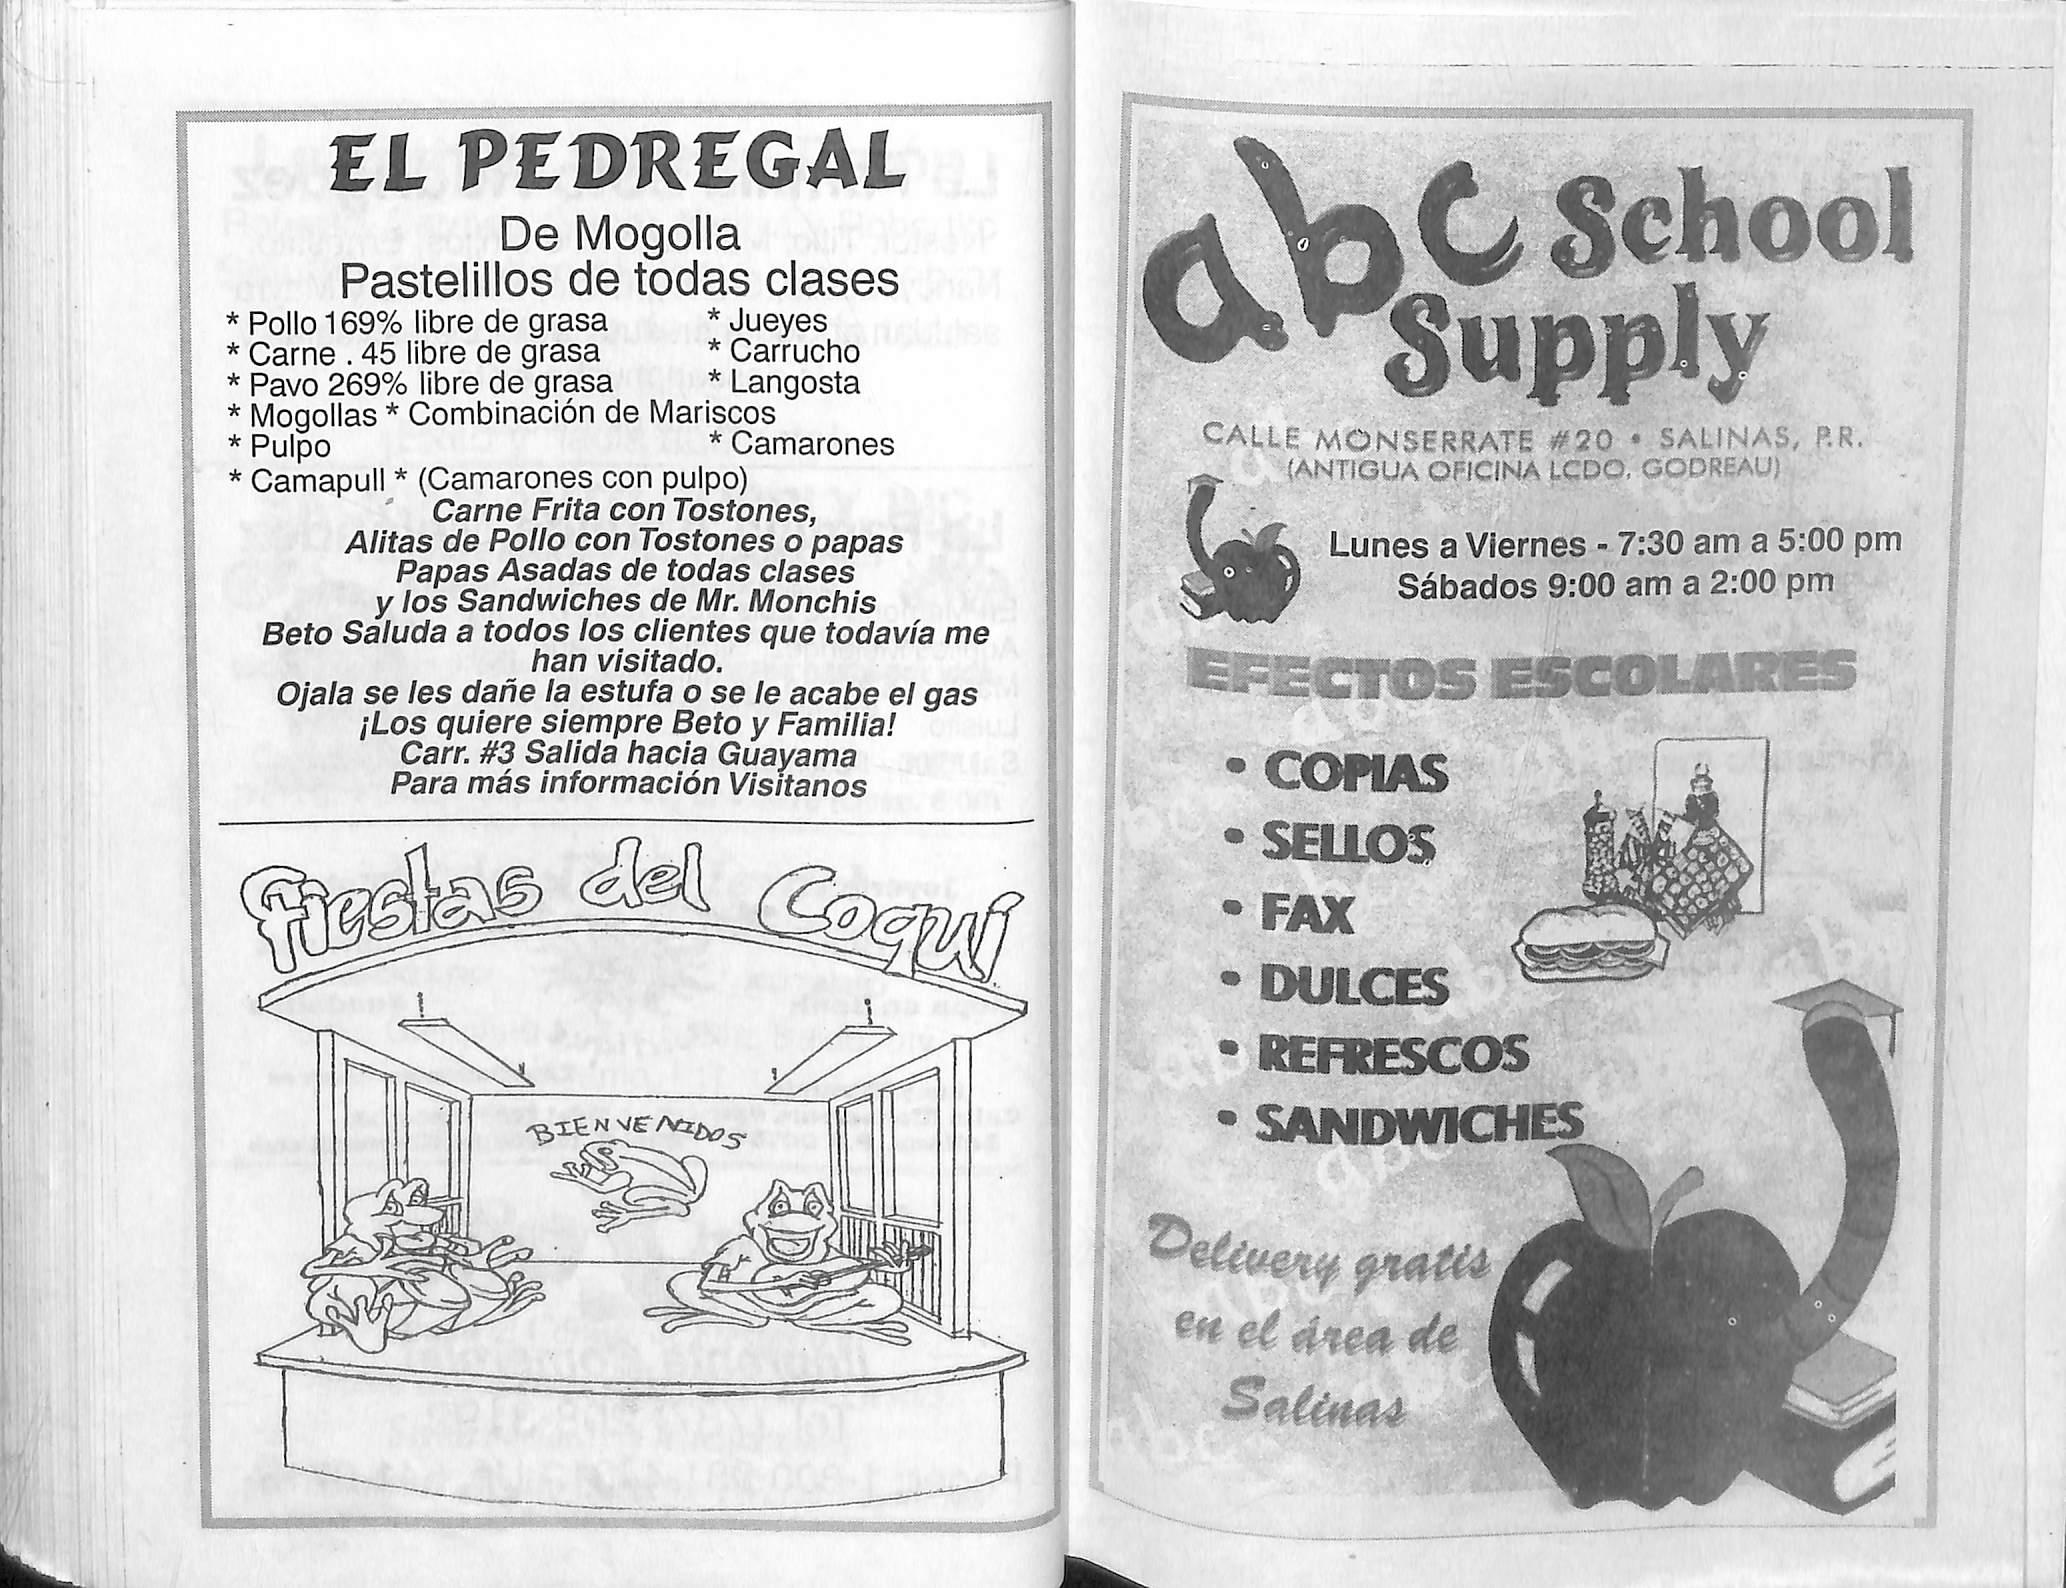 EL PEDREGAL
De Mogolla
Pastelillos de todas clases
* Pollo 169% libre de grasa * Jueyes
* Carne . 45 libre de grasa * Carrucho
* Pavo 269% libre de grasa * Langosta
* Mogollas * Combinación de Mariscos
* Pulpo * Camarones
* Camapull * (Camarones con pulpo)
Carne Frita con Tostones,
Alitas de Pollo con Tostones o papas
Papas Asadas de todas clases
y los Sandwiches de Mr. Monchis
Beto Saluda a todos los clientes que todavía me
han visitado.
Ojala se les dañe la estufa o se le acabe el gas
¡Los quiere siempre Beto y Familia!
Carr. #3 Salida hacia Guayama
Para más información Visitanos
Fiestas del Coqui
BIENVENIDOS
abc School
Supply
CALLE MONSERRATE #20 • SALINAS, P.R.
(ANTIGUA OFICINA LCDO. GODREAU)
Lunes a Viernes - 7:30 am a 5:00 pm
Sábados 9:00 am a 2:00 pm
EFECTOS ESCOLARES
• COPIAS
• SELLOS
• FAX
• DULCES
• REFRESCOS
• SANDWICHES
Delivery gratis
en el área de
Salinas